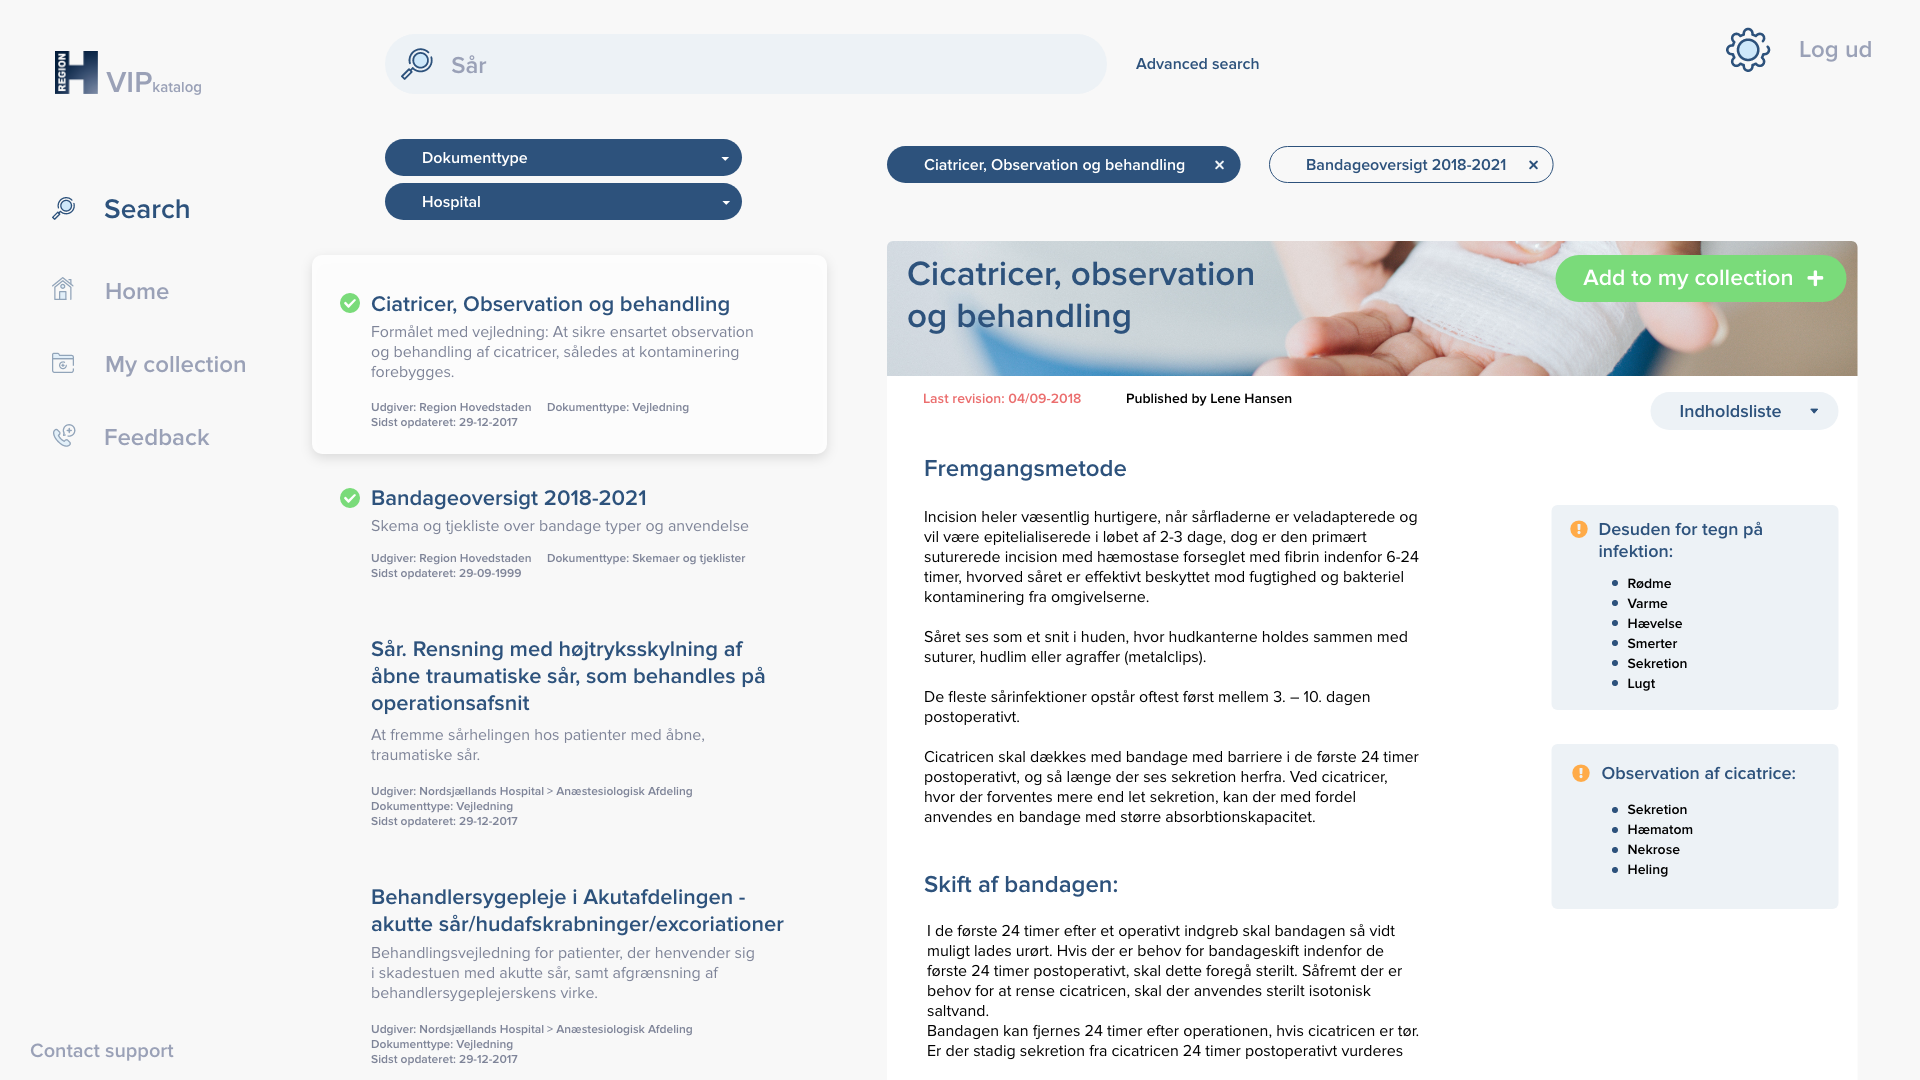 REGION
H VIPkatalog
Sår
Advanced search
Log ud
Search
Home
My collection
Feedback
Contact support
Dokumenttype
Hospital
Ciatricer, Observation og behandling
Formålet med vejledning: At sikre ensartet observation
og behandling af cicatricer, således at kontaminering
forebygges.
Udgiver: Region Hovedstaden Dokumenttype: Vejledning
Sidst opdateret: 29-12-2017
Bandageoversigt 2018-2021
Skema og tjekliste over bandage typer og anvendelse
Udgiver: Region Hovedstaden Dokumenttype: Skemaer og tjeklister
Sidst opdateret: 29-09-1999
Sår. Rensning med højtryksskylning af
åbne traumatiske sår, som behandles på
operationsafsnit
At fremme sårhelingen hos patienter med åbne,
traumatiske sår.
Udgiver: Nordsjællands Hospital > Anæstesiologisk Afdeling
Dokumenttype: Vejledning
Sidst opdateret: 29-12-2017
Behandlersygepleje i Akutafdelingen -
akutte sår/hudafskrabninger/excoriationer
Behandlingsvejledning for patienter, der henvender sig
i skadestuen med akutte sår, samt afgrænsning af
behandlersygeplejerskens virke.
Udgiver: Nordsjællands Hospital > Anæstesiologisk Afdeling
Dokumenttype: Vejledning
Sidst opdateret: 29-12-2017
Ciatricer, Observation og behandling ×
Bandageoversigt 2018-2021 ×
Cicatricer, observation
og behandling
Add to my collection +
Last revision: 04/09-2018
Published by Lene Hansen
Indholdsliste
Fremgangsmetode
Incision heler væsentlig hurtigere, når sårfladerne er veladapterede og
vil være epitelialiserede i løbet af 2-3 dage, dog er den primært
suturerede incision med hæmostase forseglet med fibrin indenfor 6-24
timer, hvorved såret er effektivt beskyttet mod fugtighed og bakteriel
kontaminering fra omgivelserne.
Såret ses som et snit i huden, hvor hudkanterne holdes sammen med
suturer, hudlim eller agraffer (metalclips).
De fleste sårinfektioner opstår oftest først mellem 3. – 10. dagen
postoperativt.
Cicatricen skal dækkes med bandage med barriere i de første 24 timer
postoperativt, og så længe der ses sekretion herfra. Ved cicatricer,
hvor der forventes mere end let sekretion, kan der med fordel
anvendes en bandage med større absorbtionskapacitet.
Skift af bandagen:
I de første 24 timer efter et operativt indgreb skal bandagen så vidt
muligt lades urørt. Hvis der er behov for bandageskift indenfor de
første 24 timer postoperativt, skal dette foregå sterilt. Såfremt der er
behov for at rense cicatricen, skal der anvendes sterilt isotonisk
saltvand.
Bandagen kan fjernes 24 timer efter operationen, hvis cicatricen er tør.
Er der stadig sekretion fra cicatricen 24 timer postoperativt vurderes
Desuden for tegn på
infektion:
Rødme
Varme
Hævelse
Smerter
Sekretion
Lugt
Observation af cicatrice:
Sekretion
Hæmatom
Nekrose
Heling